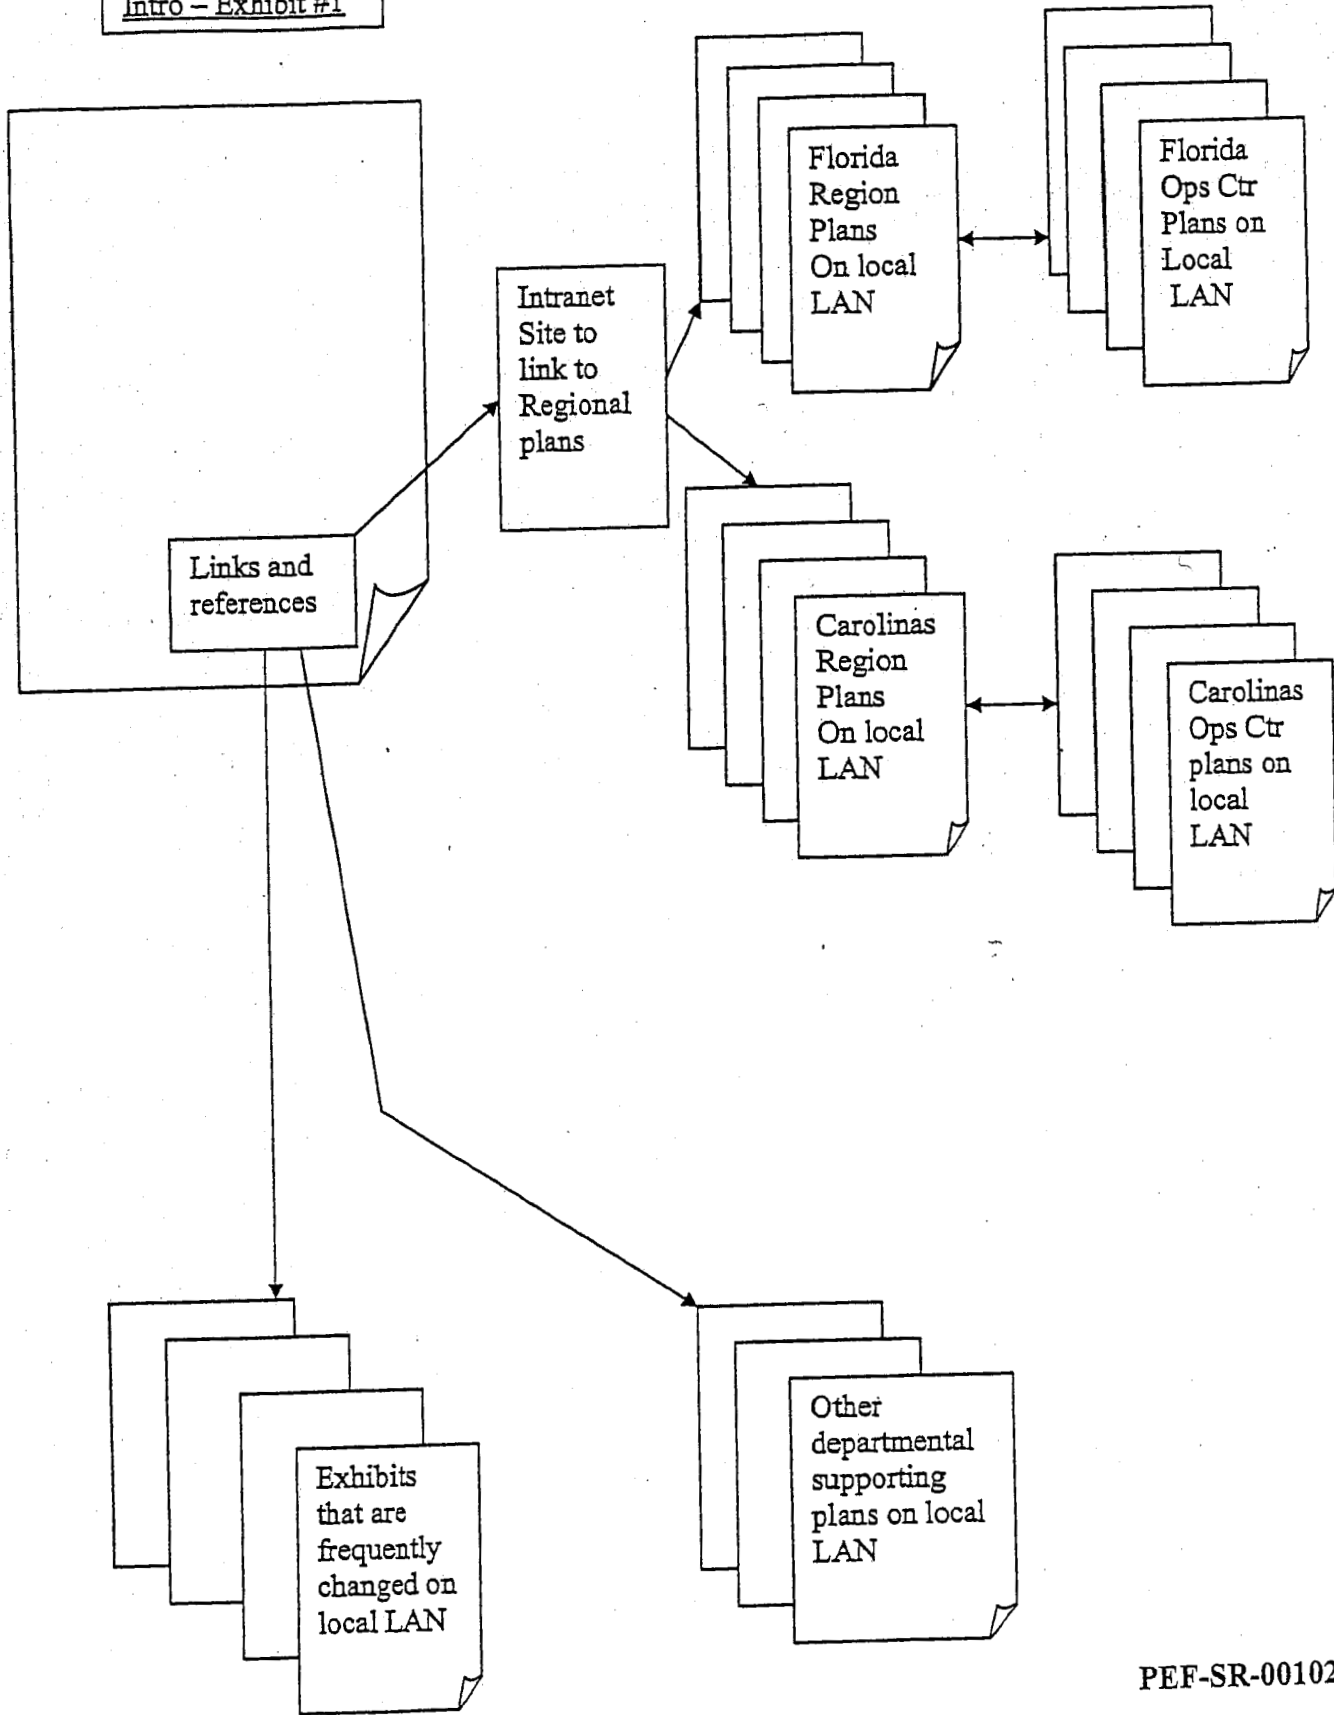 Intro – Exhibit #1
Florida
Region
Plans
On local
LAN
Florida
Ops Ctr
Plans on
Local
LAN
Intranet
Site to
link to
Regional
plans
Links and
references
Carolinas
Region
Plans
On local
LAN
Carolinas
Ops Ctr
plans on
local
LAN
Exhibits
that are
frequently
changed on
local LAN
Other
departmental
supporting
plans on local
LAN
PEF-SR-00102